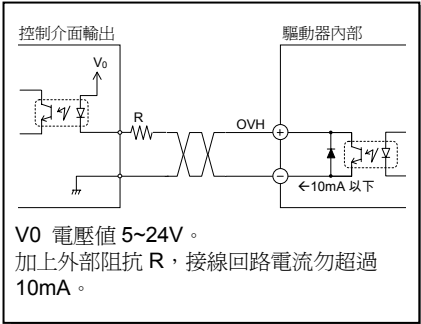 控制介面輸出
驅動器內部
V0
R
OVH
+
−
←10mA 以下
V0 電壓值 5~24V。
加上外部阻抗 R，接線回路電流勿超過
10mA。